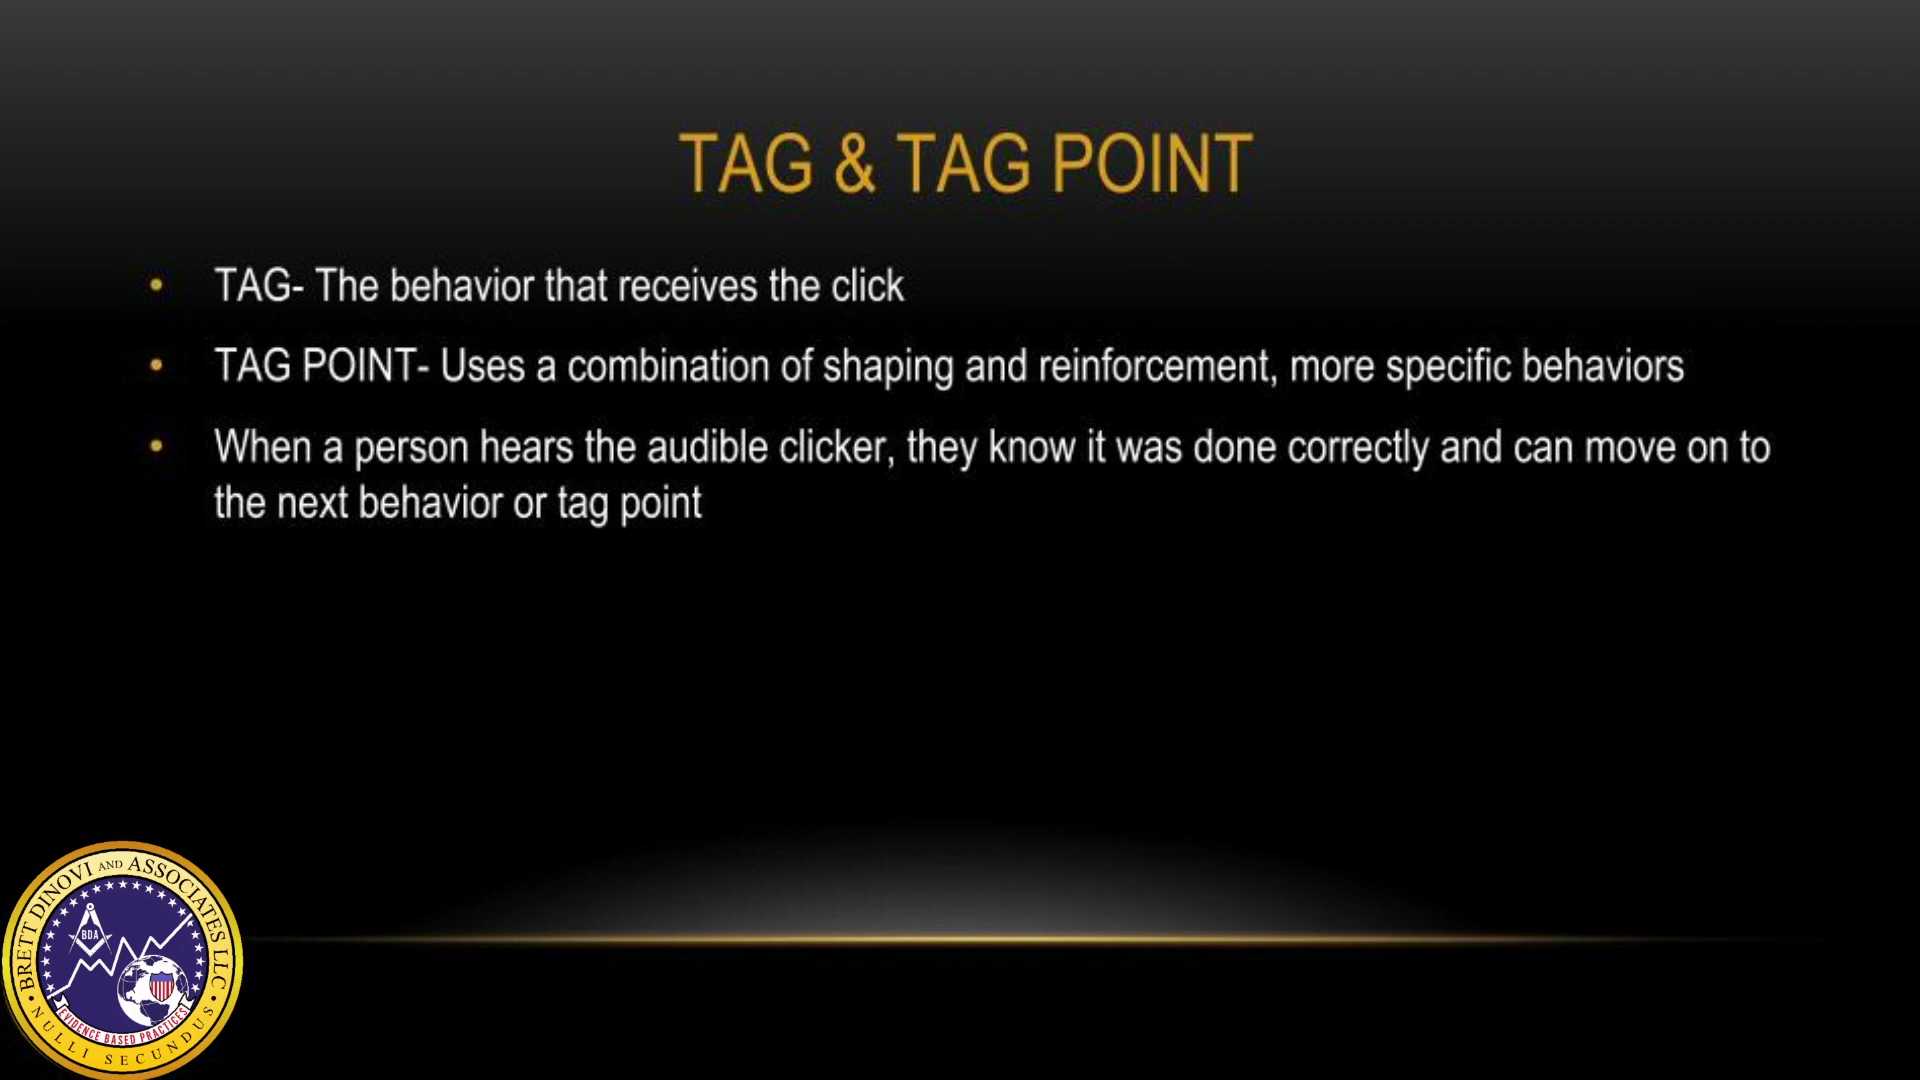 TAG & TAG POINT
• TAG- The behavior that receives the click
• TAG POINT- Uses a combination of shaping and reinforcement, more specific behaviors
• When a person hears the audible clicker, they know it was done correctly and can move on to
the next behavior or tag point
BRETT DINOVI AND ASSOCIATES LLC
BDA
EVIDENCE BASED PRACTICES
• NULLI SECUNDUS •